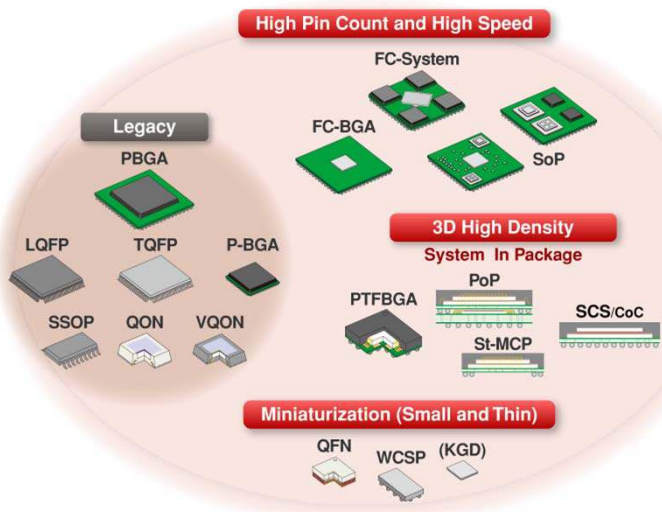 High Pin Count and High Speed
FC-System
FC-BGA
SoP
Legacy
PBGA
LQFP
TQFP
P-BGA
SSOP
QON
VQON
3D High Density
System In Package
PoP
PTFBGA
SCS/CoC
St-MCP
Miniaturization (Small and Thin)
QFN
WCSP
(KGD)